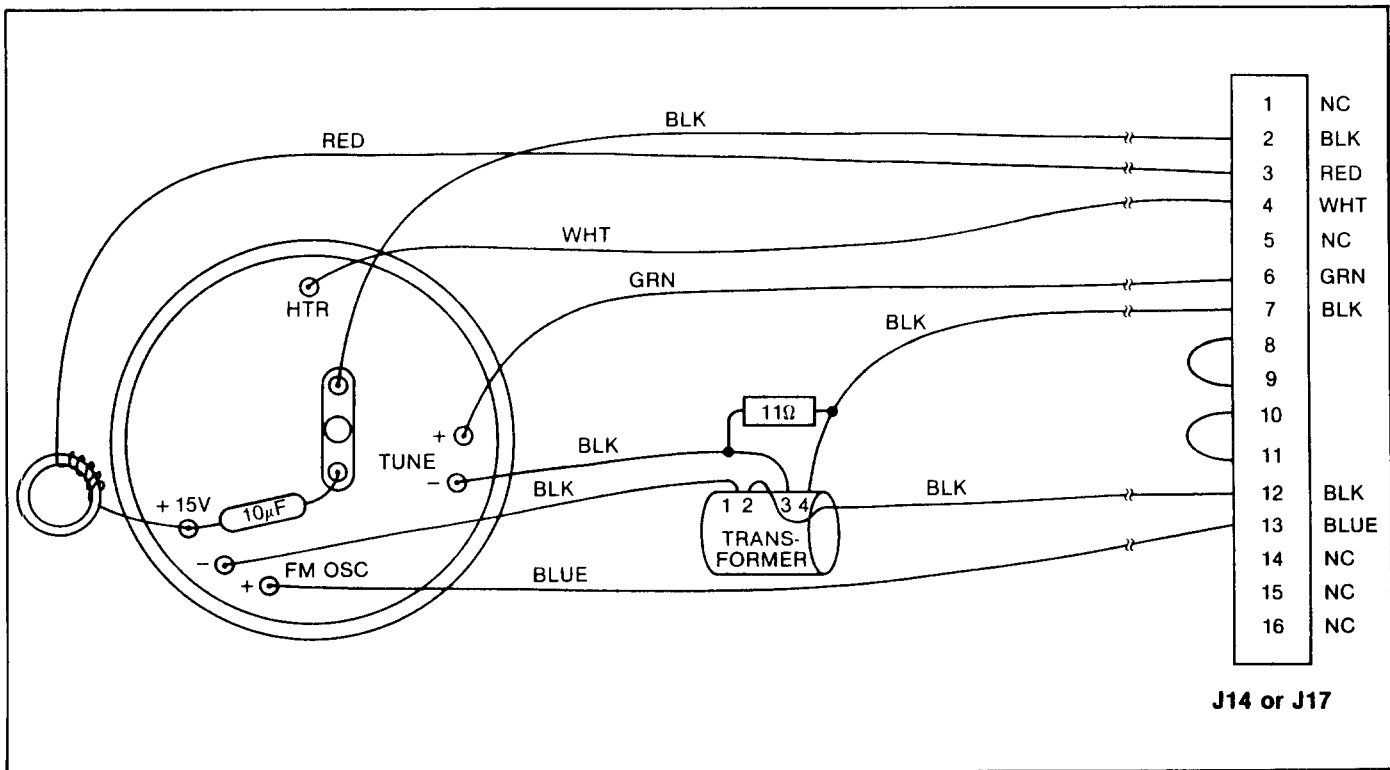 RED
BLK
WHT
GRN
BLK
HTR
+
TUNE
−
BLK
BLK
11Ω
+ 15V
10μF
−
FM OSC
+
BLUE
1 2 3 4
TRANS-
FORMER
BLK
1 NC
2 BLK
3 RED
4 WHT
5 NC
6 GRN
7 BLK
8
9
10
11
12 BLK
13 BLUE
14 NC
15 NC
16 NC
J14 or J17